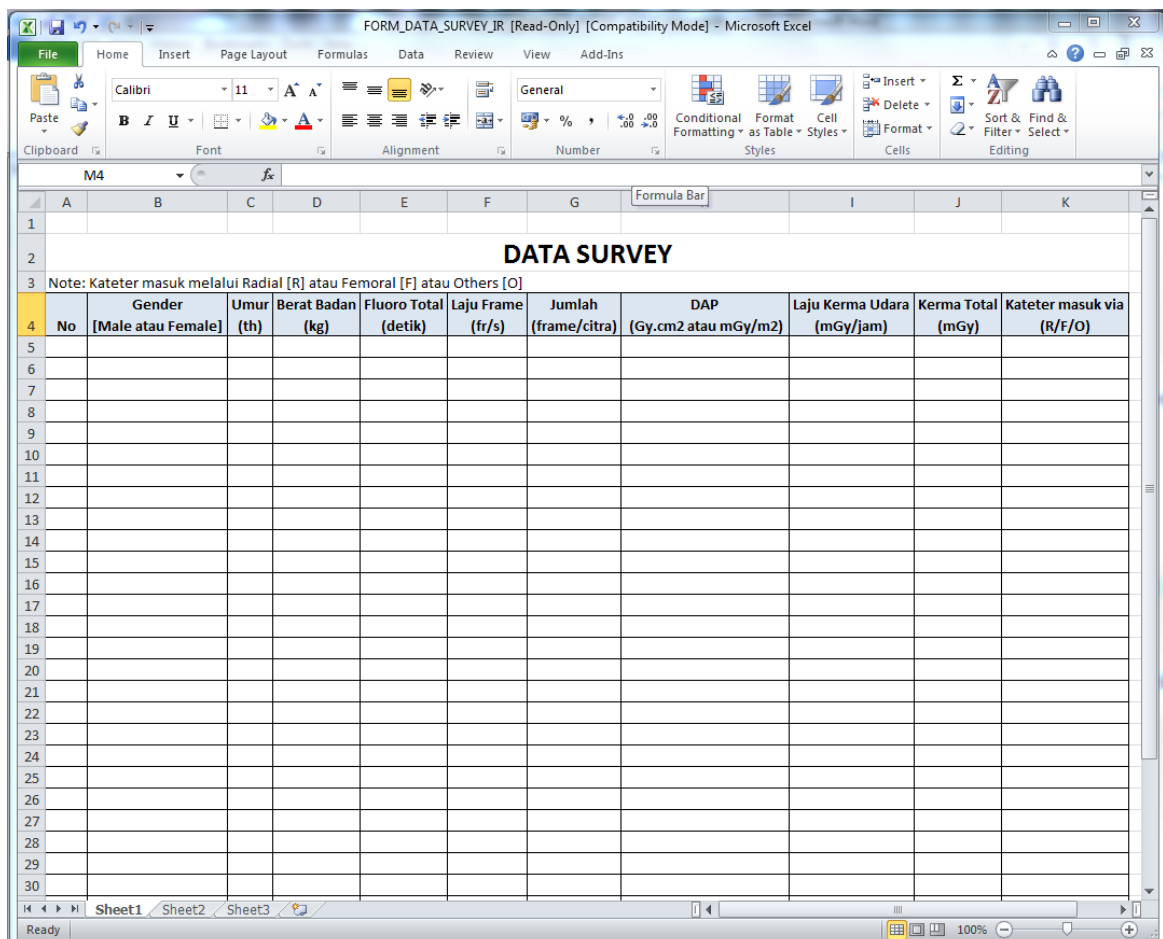 FORM_DATA_SURVEY_IR [Read-Only] [Compatibility Mode] - Microsoft Excel
File Home Insert Page Layout Formulas Data Review View Add-Ins
Calibri 11 General
Paste
B I U
Insert
Delete
Format
Conditional Formatting
Format as Table
Cell Styles
Sort & Filter
Find & Select
Clipboard Font Alignment Number Styles Cells Editing
M4 fx
Formula Bar
A B C D E F G I J K
1
2 DATA SURVEY
3 Note: Kateter masuk melalui Radial [R] atau Femoral [F] atau Others [O]
Gender Umur Berat Badan Fluoro Total Laju Frame Jumlah DAP Laju Kerma Udara Kerma Total Kateter masuk via
4 No [Male atau Female] (th) (kg) (detik) (fr/s) (frame/citra) (Gy.cm2 atau mGy/m2) (mGy/jam) (mGy) (R/F/O)
5
6
7
8
9
10
11
12
13
14
15
16
17
18
19
20
21
22
23
24
25
26
27
28
29
30
Sheet1 Sheet2 Sheet3
Ready 100%